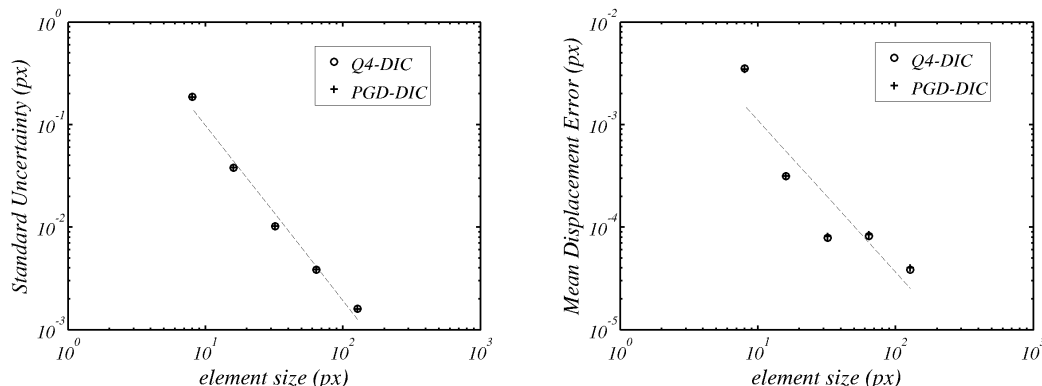 Standard Uncertainty (px)
10^0
10^-1
10^-2
10^-3
Q4-DIC
PGD-DIC
10^0 10^1 10^2 10^3
element size (px)
Mean Displacement Error (px)
10^-2
10^-3
10^-4
10^-5
Q4-DIC
PGD-DIC
10^0 10^1 10^2 10^3
element size (px)